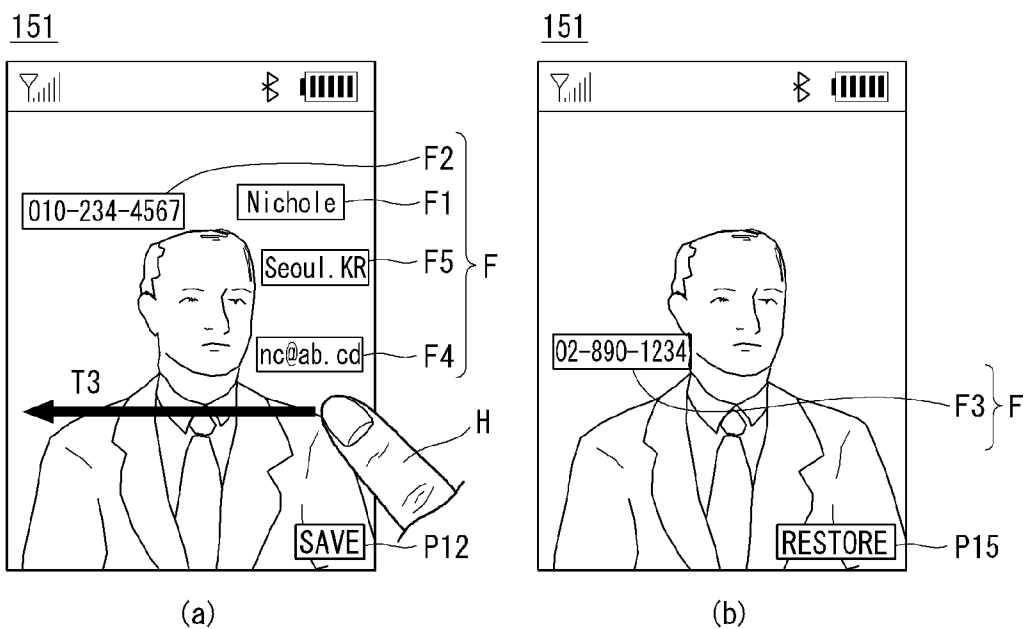 151
151
F2
010-234-4567
Nichole
F1
Seoul.KR
F5
F
nc@ab.cd
F4
02-890-1234
T3
F3
F
H
SAVE
P12
RESTORE
P15
(a)
(b)